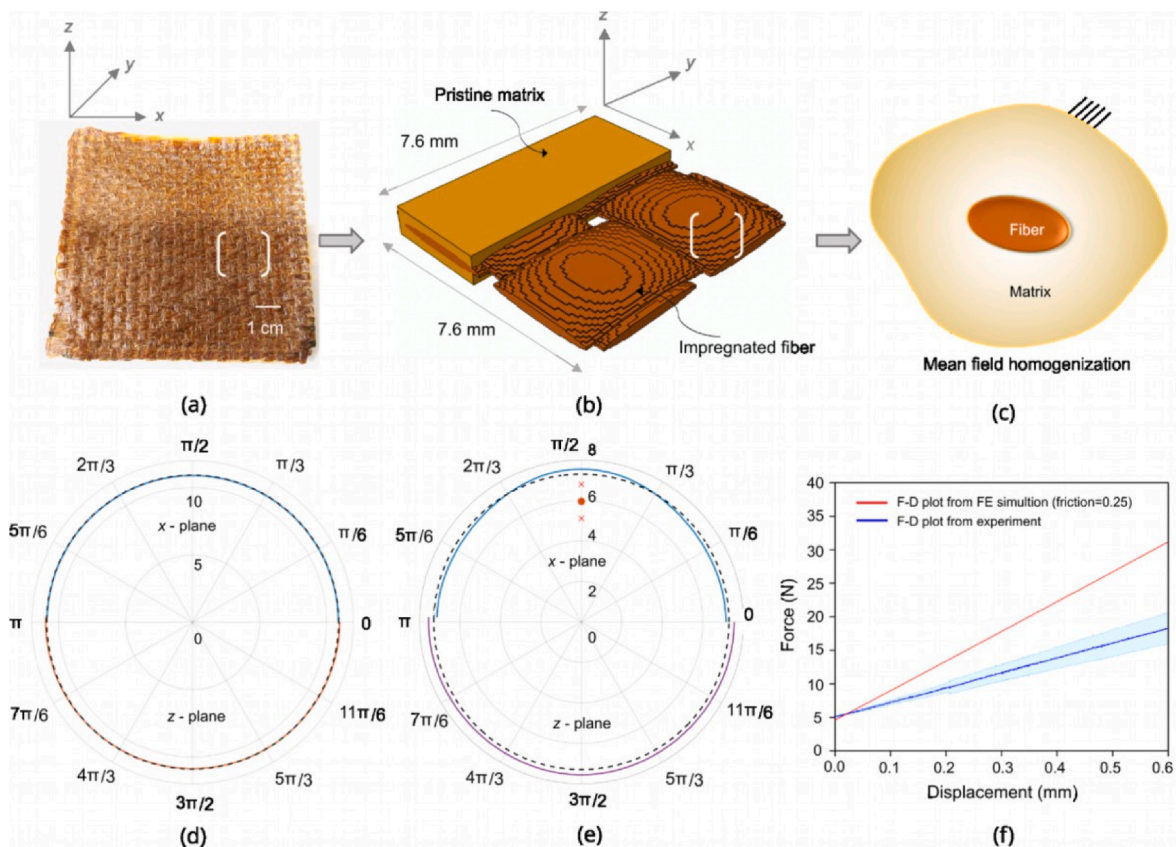 z
y
x
1 cm
(a)
z
y
x
Pristine matrix
7.6 mm
7.6 mm
Impregnated fiber
(b)
Fiber
Matrix
Mean field homogenization
(c)
π/2
2π/3
π/3
10
x - plane
5π/6
π/6
5
π
0
0
z - plane
7π/6
11π/6
4π/3
5π/3
3π/2
(d)
π/2
8
2π/3
π/3
6
5π/6
π/6
4
x - plane
2
π
0
0
z - plane
7π/6
11π/6
4π/3
5π/3
3π/2
(e)
F-D plot from FE simultion (friction=0.25)
F-D plot from experiment
Force (N)
40
35
30
25
20
15
10
5
0
0.0 0.1 0.2 0.3 0.4 0.5 0.6
Displacement (mm)
(f)